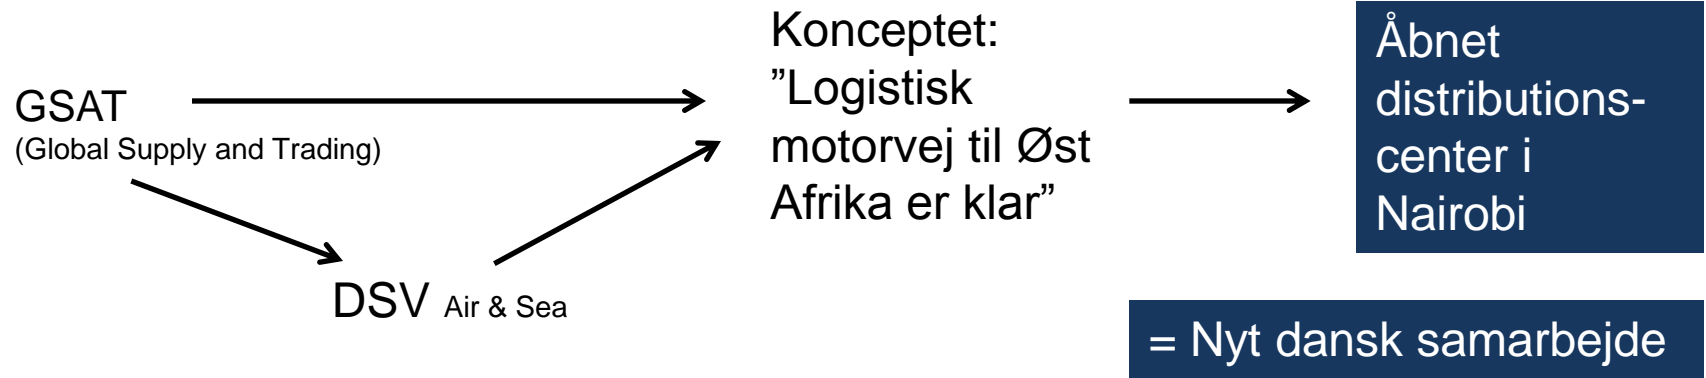 GSAT
(Global Supply and Trading)
DSV Air & Sea
Konceptet:
”Logistisk
motorvej til Øst
Afrika er klar”
Åbnet
distributions-
center i
Nairobi
= Nyt dansk samarbejde